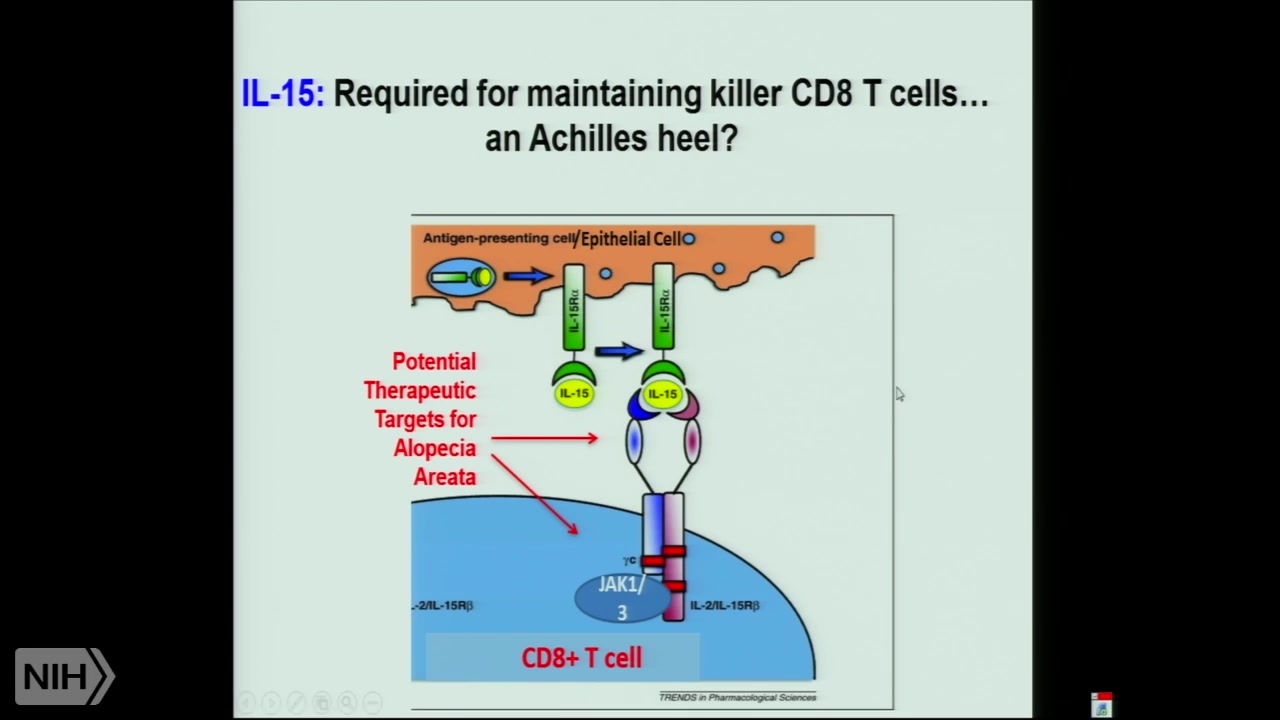 IL-15: Required for maintaining killer CD8 T cells…
an Achilles heel?
Antigen-presenting cell/Epithelial Cell
IL-15Rα
IL-15Rα
IL-15
IL-15
Potential
Therapeutic
Targets for
Alopecia
Areata
γc
JAK1/
3
-2/IL-15Rβ
IL-2/IL-15Rβ
CD8+ T cell
TRENDS in Pharmacological Sciences
NIH